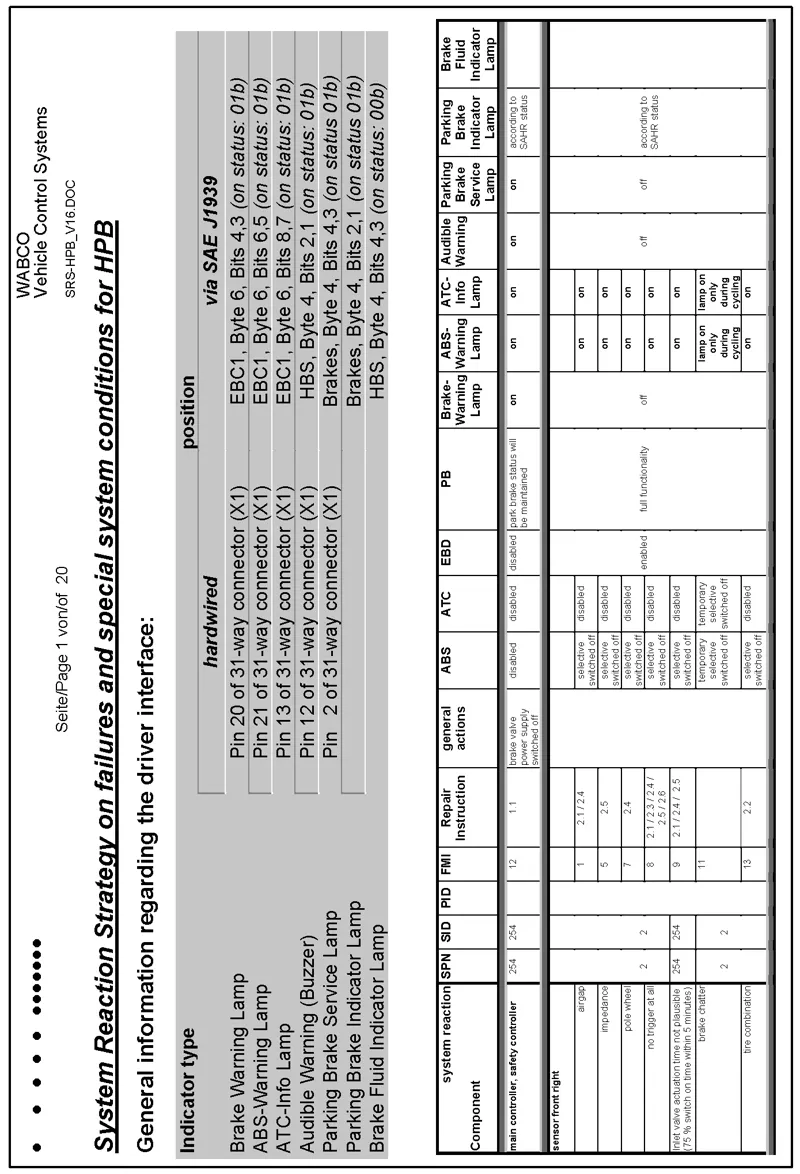 WABCO
Vehicle Control Systems
Seite/Page 1 von/of 20
SRS-HPB_V16.DOC
System Reaction Strategy on failures and special system conditions for HPB
General information regarding the driver interface:
Indicator type position
hardwired via SAE J1939
Brake Warning Lamp Pin 20 of 31-way connector (X1) EBC1, Byte 6, Bits 4,3 (on status: 01b)
ABS-Warning Lamp Pin 21 of 31-way connector (X1) EBC1, Byte 6, Bits 6,5 (on status: 01b)
ATC-Info Lamp Pin 13 of 31-way connector (X1) EBC1, Byte 6, Bits 8,7 (on status: 01b)
Audible Warning (Buzzer) Pin 12 of 31-way connector (X1) HBS, Byte 4, Bits 2,1 (on status: 01b)
Parking Brake Service Lamp Pin 2 of 31-way connector (X1) Brakes, Byte 4, Bits 4,3 (on status 01b)
Parking Brake Indicator Lamp Brakes, Byte 4, Bits 2,1 (on status 01b)
Brake Fluid Indicator Lamp HBS, Byte 4, Bits 4,3 (on status: 00b)
system reaction SPN SID PID FMI Repair Instruction general actions ABS ATC EBD PB Brake-Warning Lamp ABS-Warning Lamp ATC-Info Lamp Audible Warning Parking Brake Service Lamp Parking Brake Indicator Lamp Brake Fluid Indicator Lamp
Component
main controller, safety controller 254 254 12 1.1 brake valve power supply switched off disabled disabled disabled park brake status will be maintained on on on on on according to SAHR status
sensor front right
airgap 1 2.1 / 2.4 selective switched off disabled on on
impedance 5 2.5 selective switched off disabled on on
pole wheel 7 2.4 selective switched off disabled on on
no trigger at all 2 2 8 2.1 / 2.3 / 2.4 / 2.5 / 2.6 selective switched off disabled enabled full functionality off on on off off according to SAHR status
Inlet valve actuation time not plausible (75 % switch on time within 5 minutes) 254 254 9 2.1 / 2.4 / 2.5 selective switched off disabled on on
brake chatter 2 2 11 temporary selective switched off temporary selective switched off lamp on only during cycling lamp on only during cycling
tire combination 13 2.2 selective switched off disabled on on